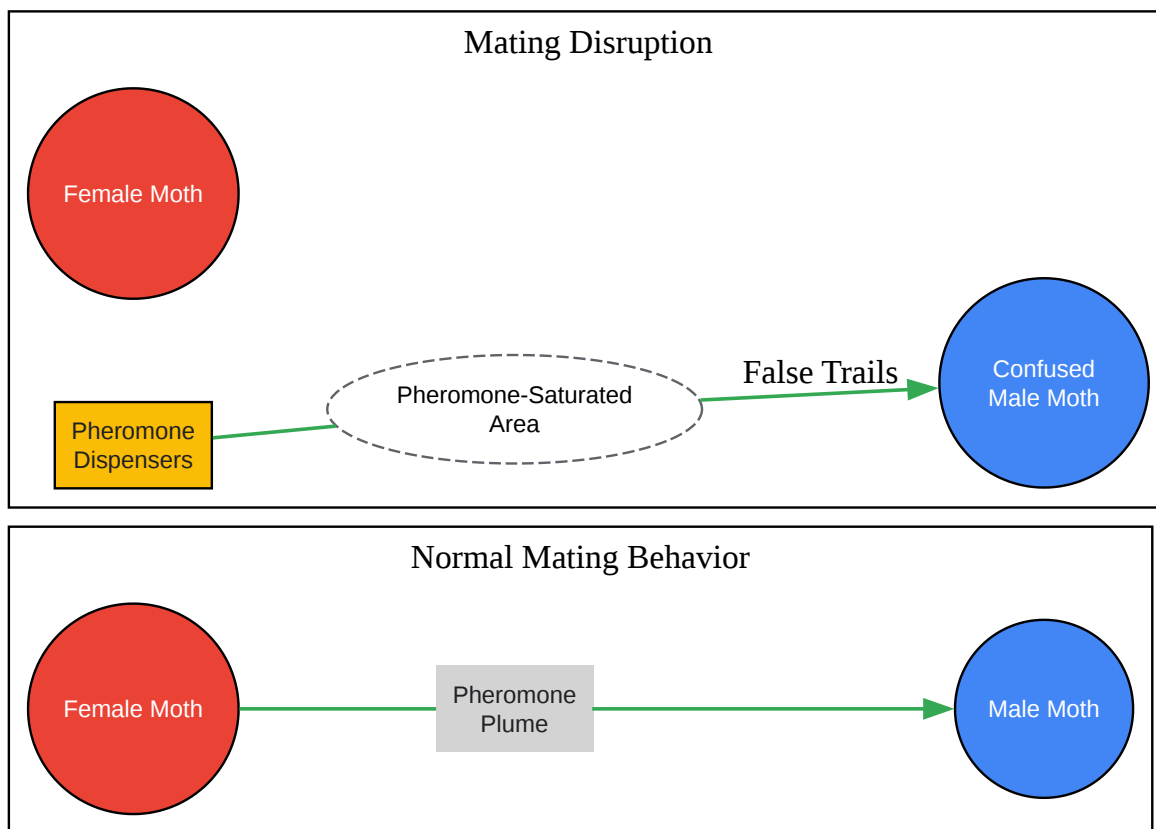 Mating Disruption
Female Moth
False Trails
Confused
Male Moth
Pheromone-Saturated
Area
Pheromone
Dispensers
Normal Mating Behavior
Female Moth
Pheromone
Plume
Male Moth